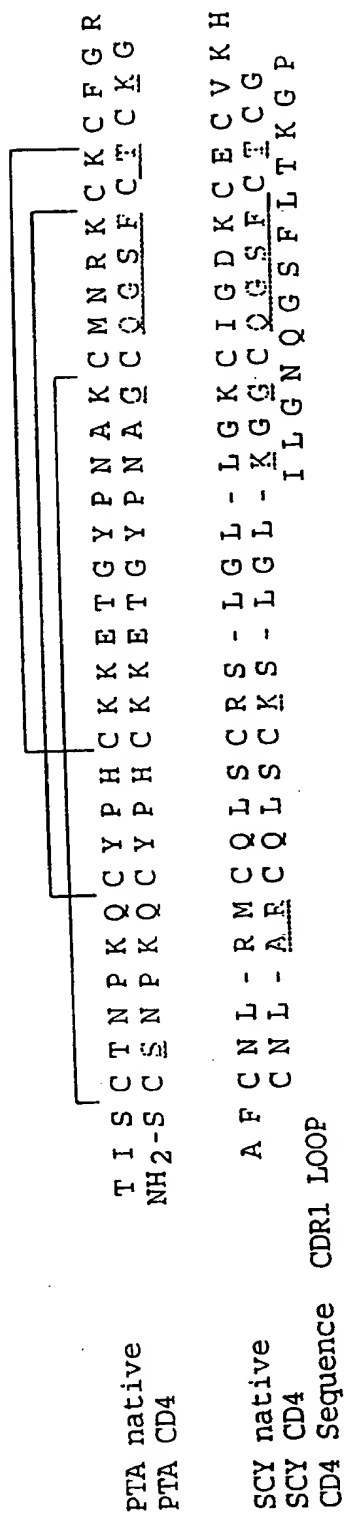 PTA native T I S C T N P K Q C Y P H C K K E T G Y P N A K C M N R K C K C F G R
PTA CD4 NH2-S C S N P K Q C Y P H C K K E T G Y P N A G C Q G S F C T C K G
SCY native A F C N L - R M C Q L S C R S - L G L - L G K C I G D K C E C V K H
SCY CD4 C N L - A R C Q L S C K S - L G L - K G G C Q G S F C T C G
CD4 Sequence CDR1 LOOP I L G N Q G S F L T K G P